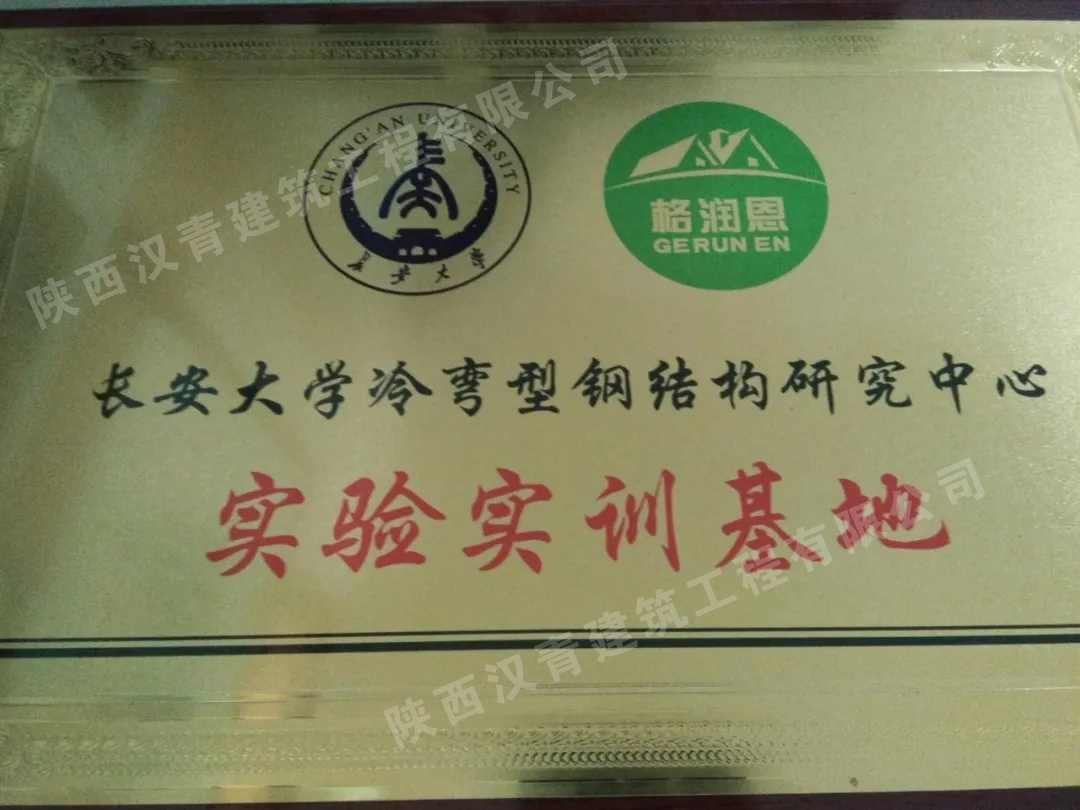 陕西汉青建筑工程有限公司
CHANG'AN UNIVERSITY
长安大学
格润恩
GERUN EN
长安大学冷弯型钢结构研究中心
实验实训基地
陕西汉青建筑工程有限公司